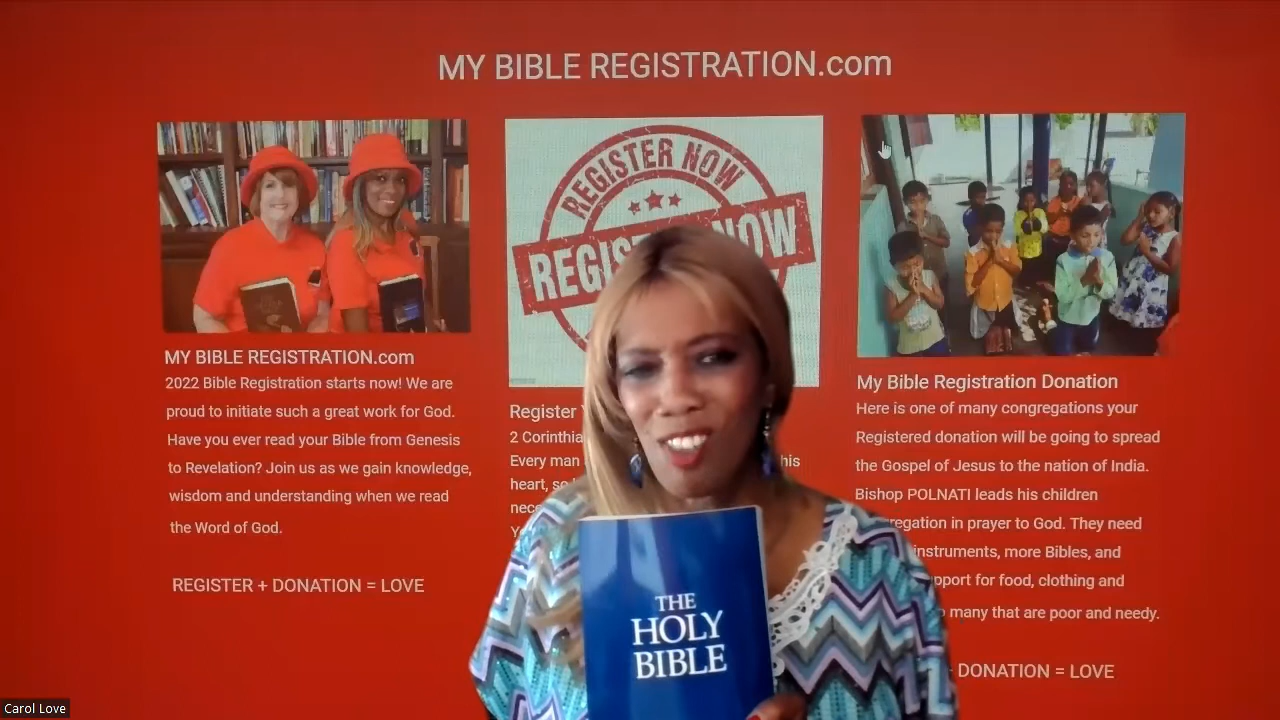 MY BIBLE REGISTRATION.com
REGISTER NOW
REGIS NOW
MY BIBLE REGISTRATION.com
2022 Bible Registration starts now! We are
proud to initiate such a great work for God.
Have you ever read your Bible from Genesis
to Revelation? Join us as we gain knowledge,
wisdom and understanding when we read
the Word of God.
REGISTER + DONATION = LOVE
Register
2 Corinthia
Every man his
heart, so
nece
My Bible Registration Donation
Here is one of many congregations your
Registered donation will be going to spread
the Gospel of Jesus to the nation of India.
Bishop POLNATI leads his children
regation in prayer to God. They need
instruments, more Bibles, and
pport for food, clothing and
many that are poor and needy.
DONATION = LOVE
THE
HOLY
BIBLE
Carol Love